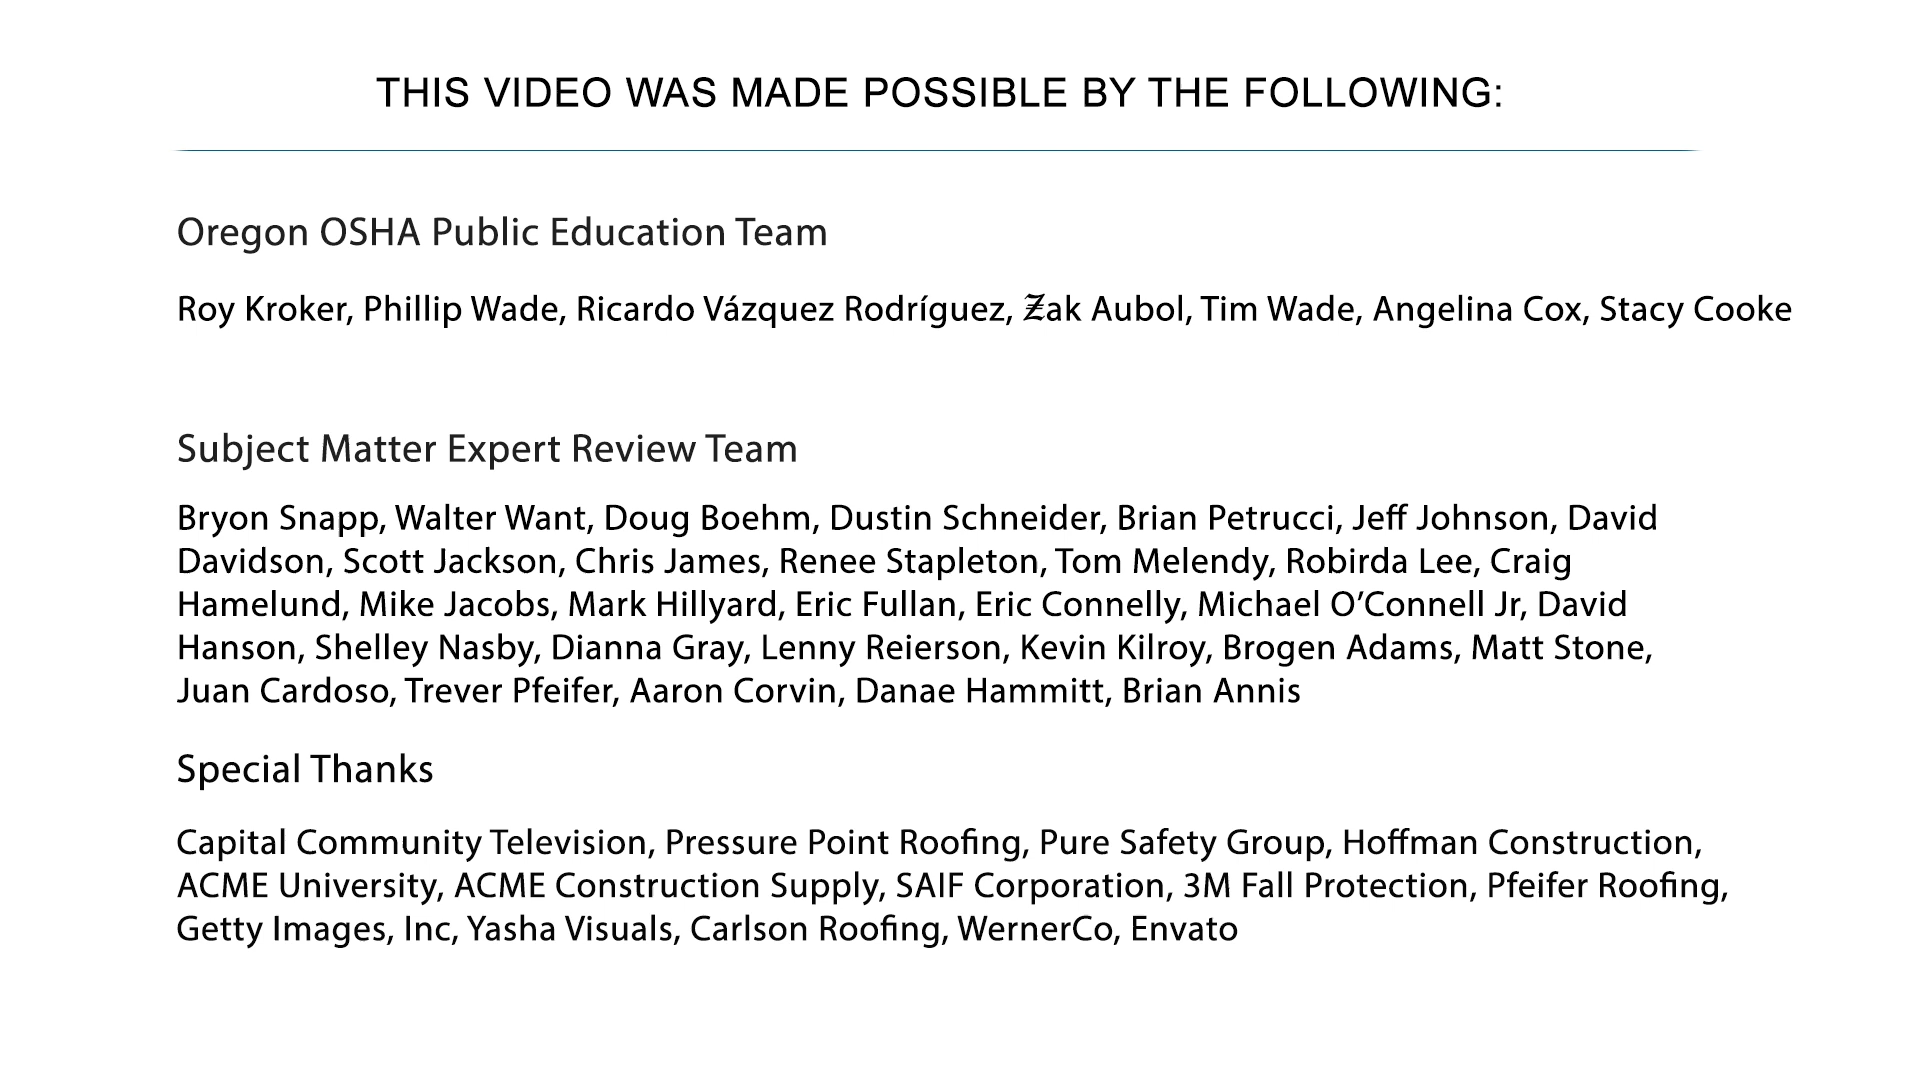 THIS VIDEO WAS MADE POSSIBLE BY THE FOLLOWING:
Oregon OSHA Public Education Team
Roy Kroker, Phillip Wade, Ricardo Vázquez Rodríguez, Zak Aubol, Tim Wade, Angelina Cox, Stacy Cooke
Subject Matter Expert Review Team
Bryon Snapp, Walter Want, Doug Boehm, Dustin Schneider, Brian Petrucci, Jeff Johnson, David
Davidson, Scott Jackson, Chris James, Renee Stapleton, Tom Melendy, Robirda Lee, Craig
Hamelund, Mike Jacobs, Mark Hillyard, Eric Fullan, Eric Connelly, Michael O’Connell Jr, David
Hanson, Shelley Nasby, Dianna Gray, Lenny Reierson, Kevin Kilroy, Brogen Adams, Matt Stone,
Juan Cardoso, Trever Pfeifer, Aaron Corvin, Danae Hammitt, Brian Annis
Special Thanks
Capital Community Television, Pressure Point Roofing, Pure Safety Group, Hoffman Construction,
ACME University, ACME Construction Supply, SAIF Corporation, 3M Fall Protection, Pfeifer Roofing,
Getty Images, Inc, Yasha Visuals, Carlson Roofing, WernerCo, Envato